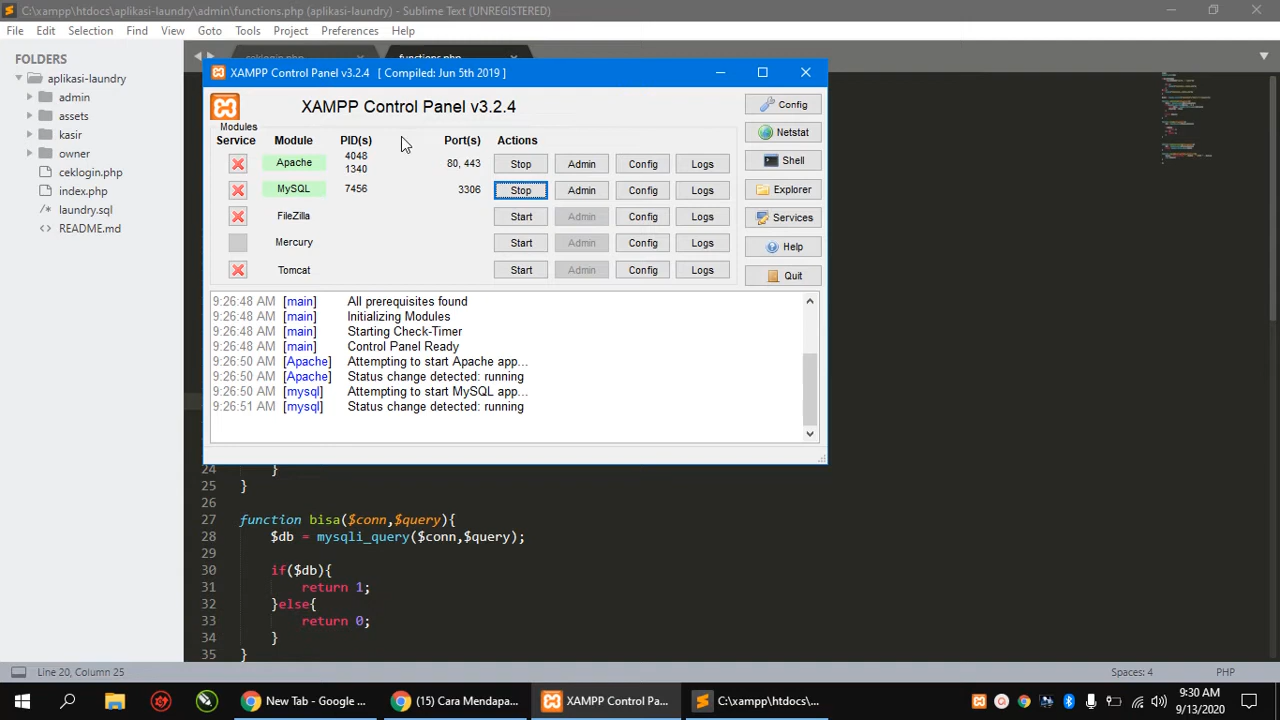 C:\xampp\htdocs\aplikasi-laundry\admin\functions.php (aplikasi-laundry) - Sublime Text (UNREGISTERED)
File Edit Selection Find View Goto Tools Project Preferences Help
FOLDERS
aplikasi-laundry
admin
assets
kasir
owner
ceklogin.php
index.php
laundry.sql
README.md
ceklogin.php functions.php
XAMPP Control Panel v3.2.4 [ Compiled: Jun 5th 2019 ]
XAMPP Control Panel v3.2.4
Config
Netstat
Shell
Explorer
Services
Help
Quit
Modules
Service Module PID(s) Port(s) Actions
Apache 4048 1340 80, 443 Stop Admin Config Logs
MySQL 7456 3306 Stop Admin Config Logs
FileZilla Start Admin Config Logs
Mercury Start Admin Config Logs
Tomcat Start Admin Config Logs
9:26:48 AM [main] All prerequisites found
9:26:48 AM [main] Initializing Modules
9:26:48 AM [main] Starting Check-Timer
9:26:48 AM [main] Control Panel Ready
9:26:50 AM [Apache] Attempting to start Apache app...
9:26:50 AM [Apache] Status change detected: running
9:26:50 AM [mysql] Attempting to start MySQL app...
9:26:51 AM [mysql] Status change detected: running
24 }
25 }
26
27 function bisa($conn,$query){
28 $db = mysqli_query($conn,$query);
29
30 if($db){
31 return 1;
32 }else{
33 return 0;
34 }
35 }
Line 20, Column 25 Spaces: 4 PHP
New Tab - Google ... (15) Cara Mendapa... XAMPP Control Pa... C:\xampp\htdocs\...
9:30 AM
9/13/2020